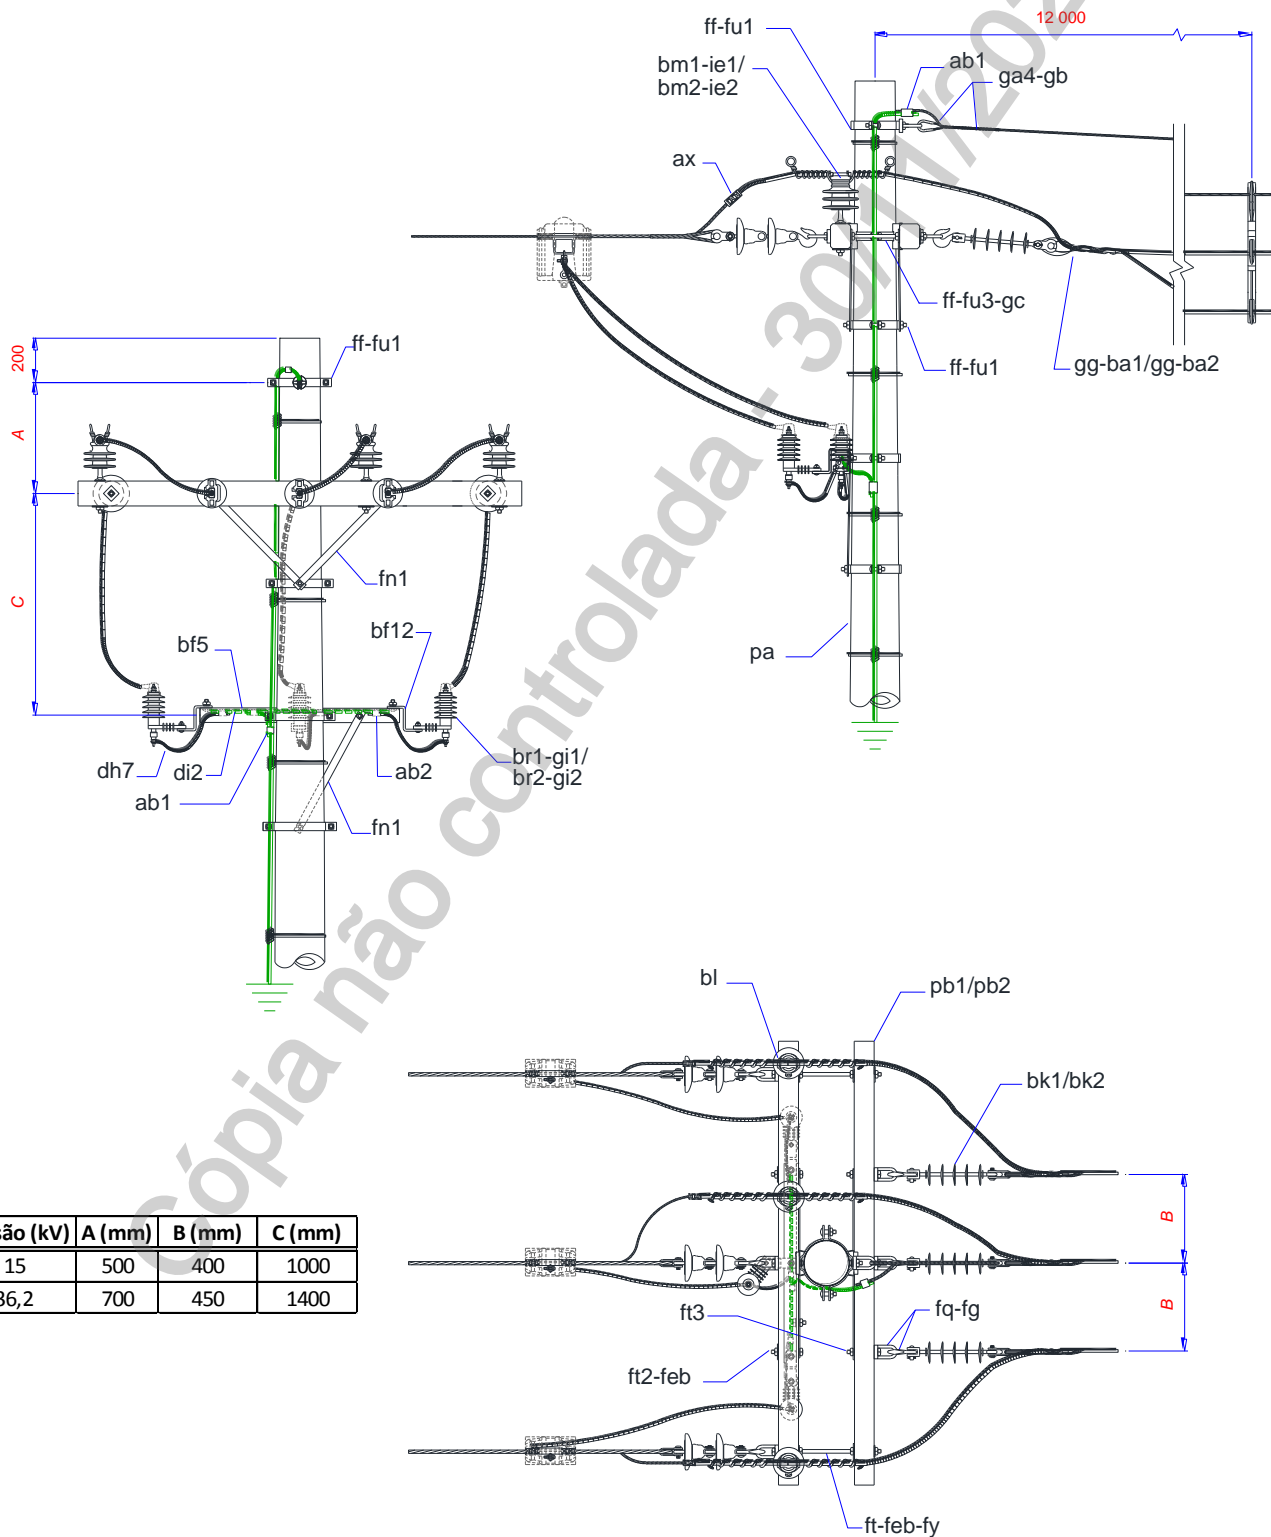 12 000
ff-fu1
ab1
bm1-ie1/
bm2-ie2
ga4-gb
ax
ff-fu3-gc
ff-fu1
gg-ba1/gg-ba2
pa
200
A
C
ff-fu1
fn1
bf5
bf12
dh7
di2
ab1
ab2
br1-gi1/
br2-gi2
fn1
Cópia não controlada - 30/11/202
bl
pb1/pb2
bk1/bk2
B
B
ft3
fq-fg
ft2-feb
ft-feb-fy
são (kV) A (mm) B (mm) C (mm)
15 500 400 1000
36,2 700 450 1400